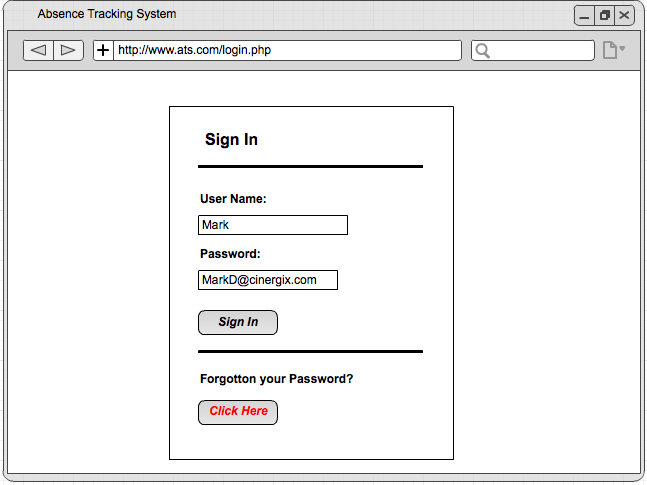 Absence Tracking System
http://www.ats.com/login.php
Sign In
User Name:
Mark
Password:
MarkD@cinergix.com
Sign In
Forgotton your Password?
Click Here